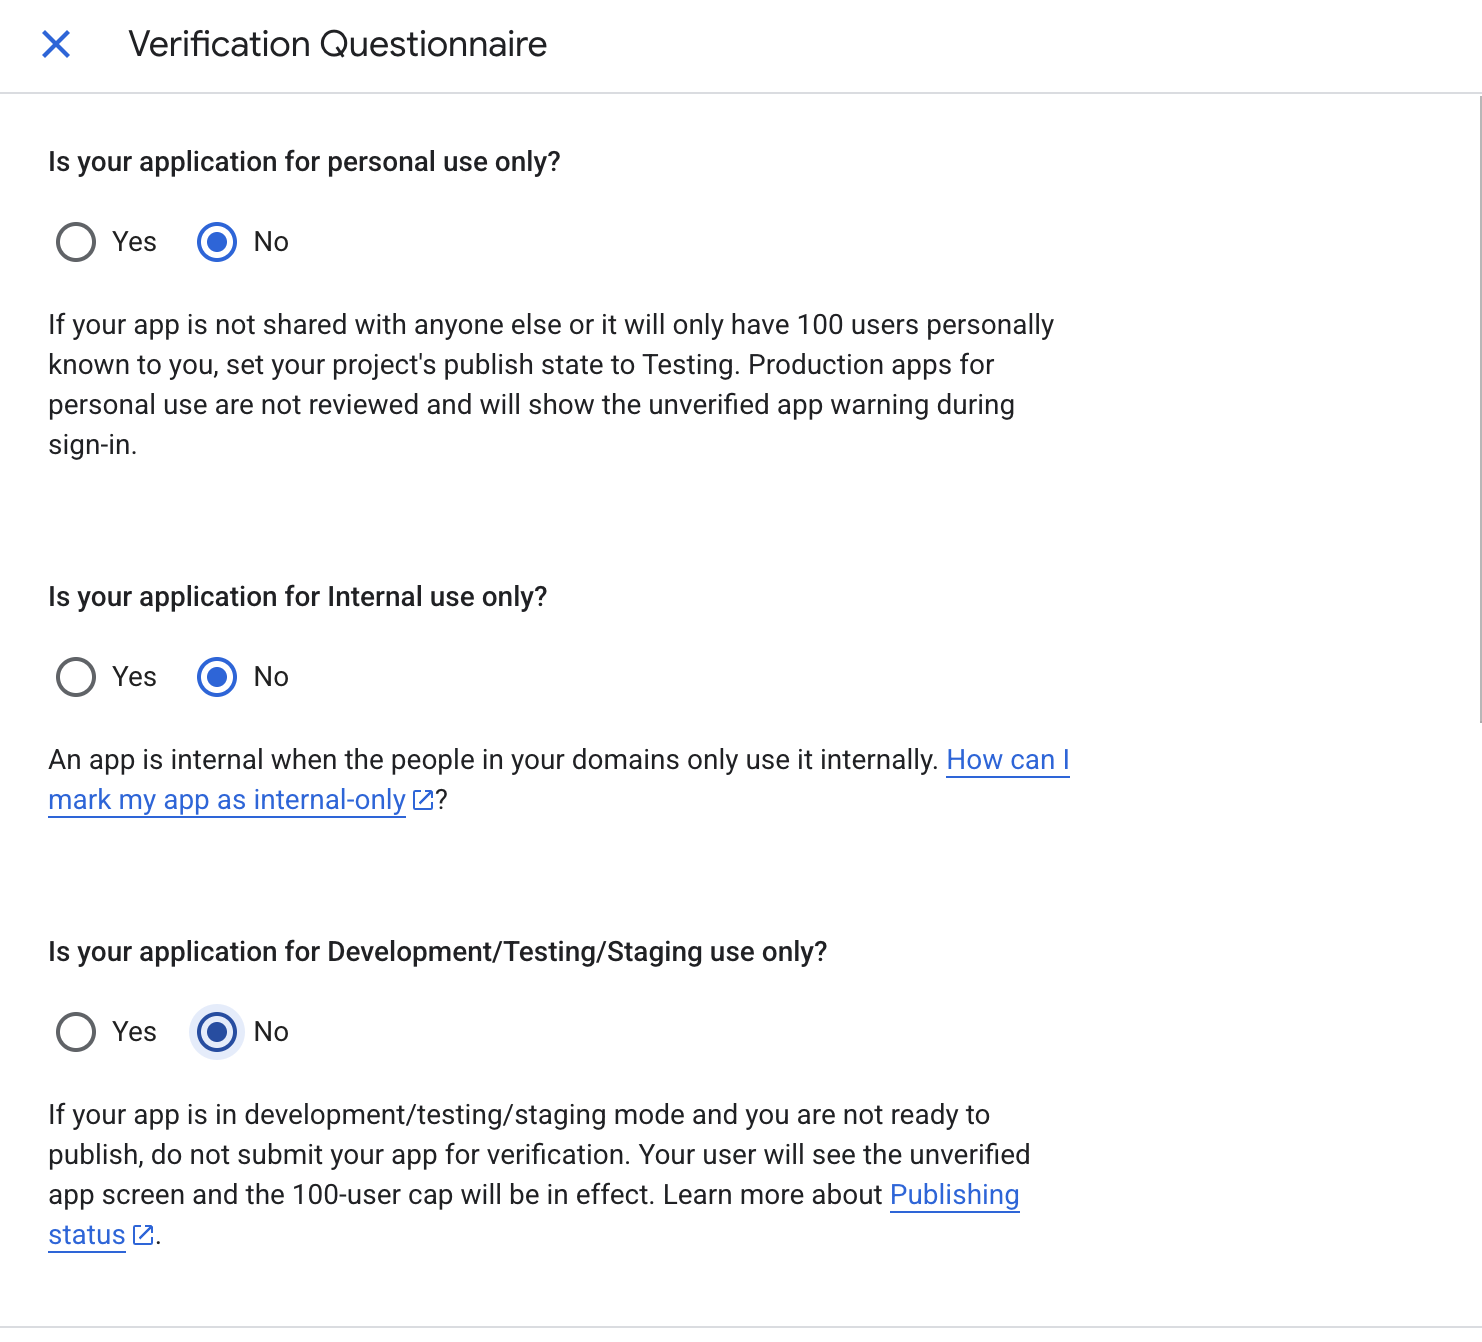 Verification Questionnaire
Is your application for personal use only?
Yes No
If your app is not shared with anyone else or it will only have 100 users personally
known to you, set your project's publish state to Testing. Production apps for
personal use are not reviewed and will show the unverified app warning during
sign-in.
Is your application for Internal use only?
Yes No
An app is internal when the people in your domains only use it internally. How can I
mark my app as internal-only?
Is your application for Development/Testing/Staging use only?
Yes No
If your app is in development/testing/staging mode and you are not ready to
publish, do not submit your app for verification. Your user will see the unverified
app screen and the 100-user cap will be in effect. Learn more about Publishing
status.